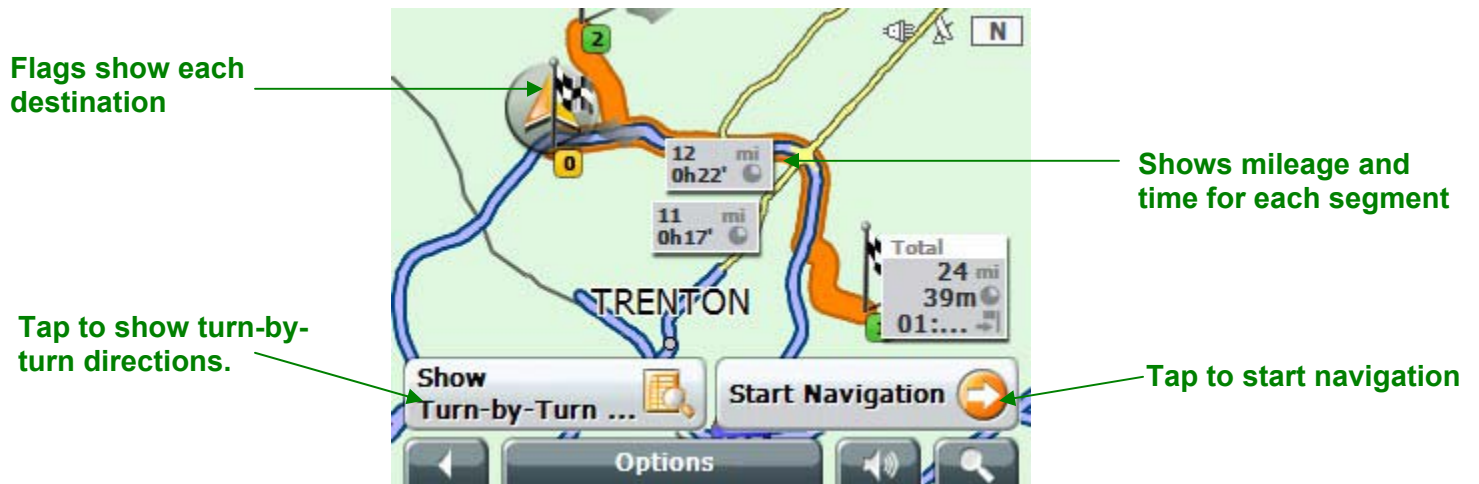 2
N
Flags show each
destination
0
12 mi
0h22'
11 mi
0h17'
Shows mileage and
time for each segment
Total
24 mi
39m
01:...
1
TRENTON
Tap to show turn-by-
turn directions.
Show
Turn-by-Turn ...
Start Navigation
Tap to start navigation
Options